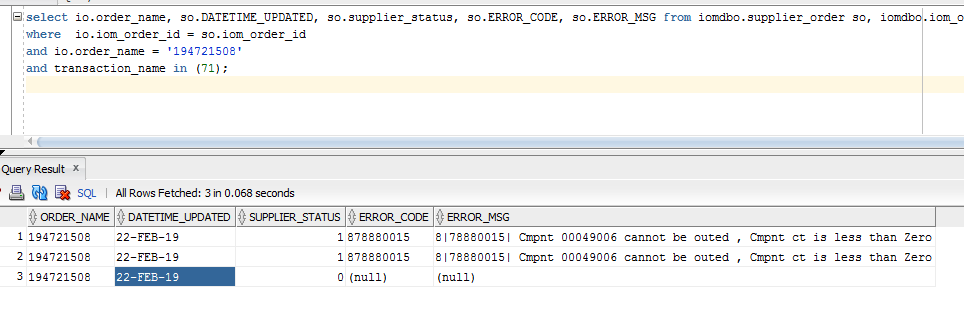 select io.order_name, so.DATETIME_UPDATED, so.supplier_status, so.ERROR_CODE, so.ERROR_MSG from iomdbo.supplier_order so, iomdbo.iom_o
where io.iom_order_id = so.iom_order_id
and io.order_name = '194721508'
and transaction_name in (71);
Query Result x
SQL | All Rows Fetched: 3 in 0.068 seconds
ORDER_NAME DATETIME_UPDATED SUPPLIER_STATUS ERROR_CODE ERROR_MSG
1 194721508 22-FEB-19 1 878880015 8|78880015| Cmpnt 00049006 cannot be outed , Cmpnt ct is less than Zero
2 194721508 22-FEB-19 1 878880015 8|78880015| Cmpnt 00049006 cannot be outed , Cmpnt ct is less than Zero
3 194721508 22-FEB-19 0 (null) (null)